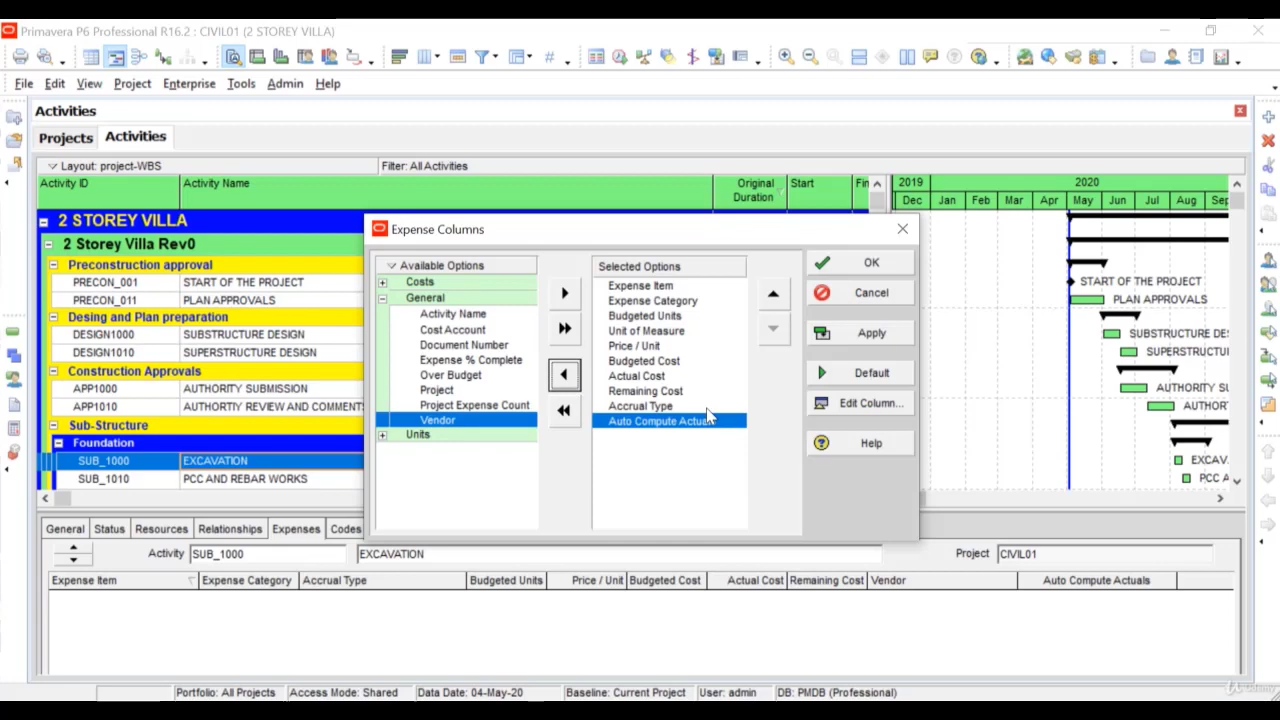 Primavera P6 Professional R16.2 : CIVIL01 (2 STOREY VILLA)
File Edit View Project Enterprise Tools Admin Help
Activities
Projects Activities
Layout: project-WBS Filter: All Activities
Activity ID Activity Name Original Duration Start Fin 2019 2020
Dec Jan Feb Mar Apr May Jun Jul Aug Sep
2 STOREY VILLA
2 Storey Villa Rev0
Preconstruction approval
PRECON_001 START OF THE PROJECT
PRECON_011 PLAN APPROVALS
Desing and Plan preparation
DESIGN1000 SUBSTRUCTURE DESIGN
DESIGN1010 SUPERSTRUCTURE DESIGN
Construction Approvals
APP1000 AUTHORITY SUBMISSION
APP1010 AUTHORTIY REVIEW AND COMMENT
Sub-Structure
Foundation
SUB_1000 EXCAVATION
SUB_1010 PCC AND REBAR WORKS
START OF THE PROJECT
PLAN APPROVALS
SUBSTRUCTURE DE
SUPERSTRUCTU
AUTHORITY SU
AUTHOR
EXCAV
PCC A
Expense Columns
Available Options
Costs
General
Activity Name
Cost Account
Document Number
Expense % Complete
Over Budget
Project
Project Expense Count
Vendor
Units
Selected Options
Expense Item
Expense Category
Budgeted Units
Unit of Measure
Price / Unit
Budgeted Cost
Actual Cost
Remaining Cost
Accrual Type
Auto Compute Actuals
OK
Cancel
Apply
Default
Edit Column...
Help
General Status Resources Relationships Expenses Codes
Activity SUB_1000 EXCAVATION Project CIVIL01
Expense Item Expense Category Accrual Type Budgeted Units Price / Unit Budgeted Cost Actual Cost Remaining Cost Vendor Auto Compute Actuals
Portfolio: All Projects Access Mode: Shared Data Date: 04-May-20 Baseline: Current Project User: admin DB: PMDB (Professional)
Udemy